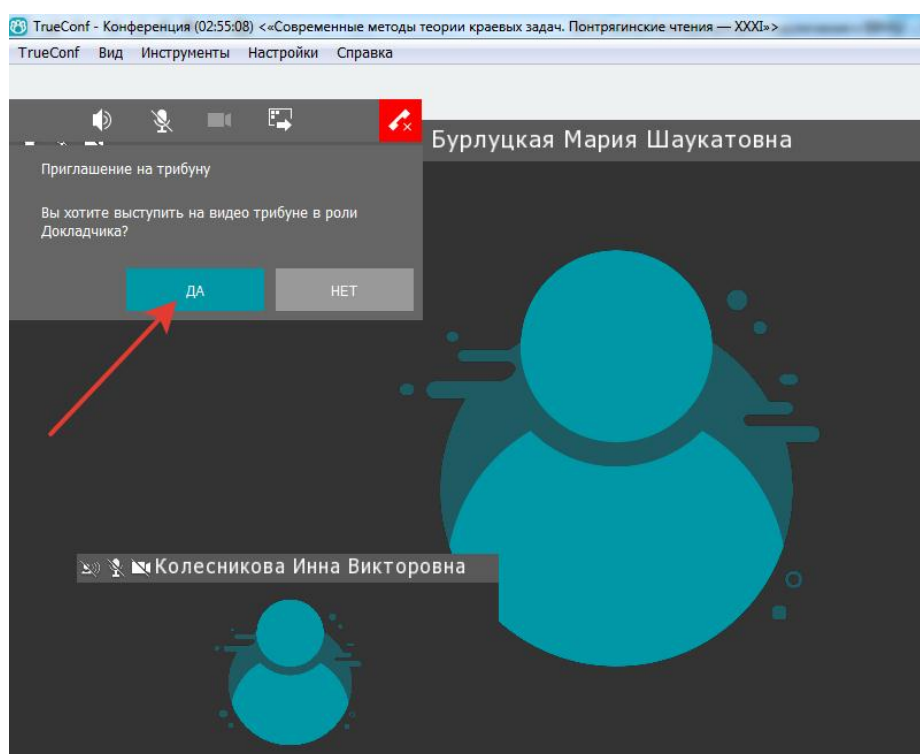 TrueConf - Конференция (02:55:08) <«Современные методы теории краевых задач. Понтрягинские чтения — XXXI»>
TrueConf Вид Инструменты Настройки Справка
Бурлуцкая Мария Шаукатовна
Приглашение на трибуну
Вы хотите выступить на видео трибуне в роли
Докладчика?
ДА НЕТ
Колесникова Инна Викторовна